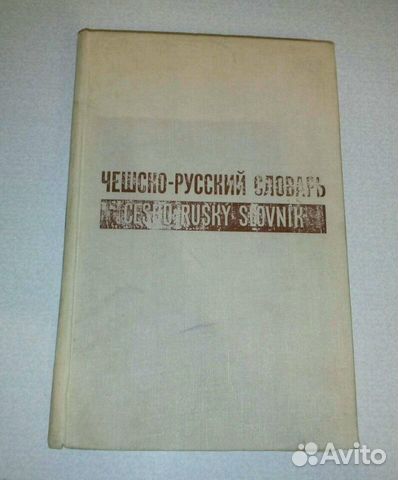 ЧЕШСКО-РУССКИЙ СЛОВАРЬ
ČESKO-RUSKÝ SLOVNÍK
Avito